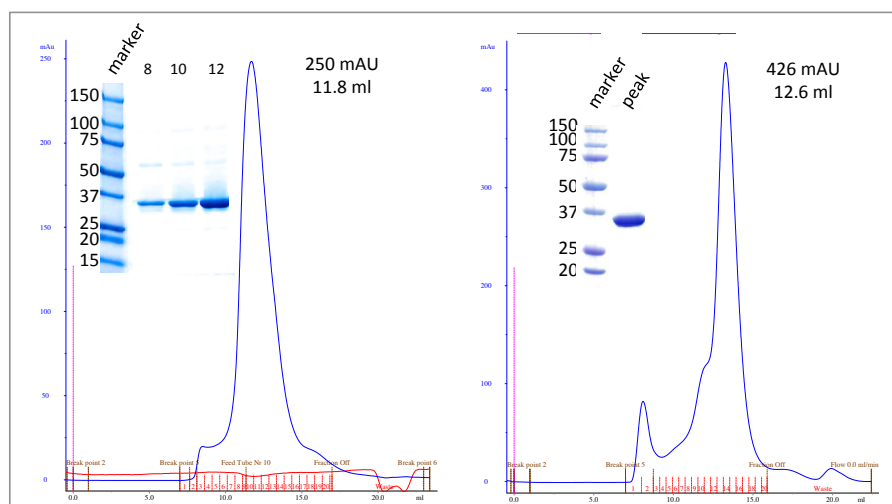 mAu
250
200
150
100
50
0
marker
8 10 12
150
100
75
50
37
25
20
15
250 mAU
11.8 ml
Break point 2
Feed Tube Nr 10
Fraction Off
Break point 6
Waste
0.0 5.0 10.0 15.0 20.0 ml
mAu
400
300
200
100
0
marker
peak
150
100
75
50
37
25
20
426 mAU
12.6 ml
Break point 2
Break point 5
Fraction Off
Flow 0.0 ml/min
Waste
0.0 5.0 20.0 ml